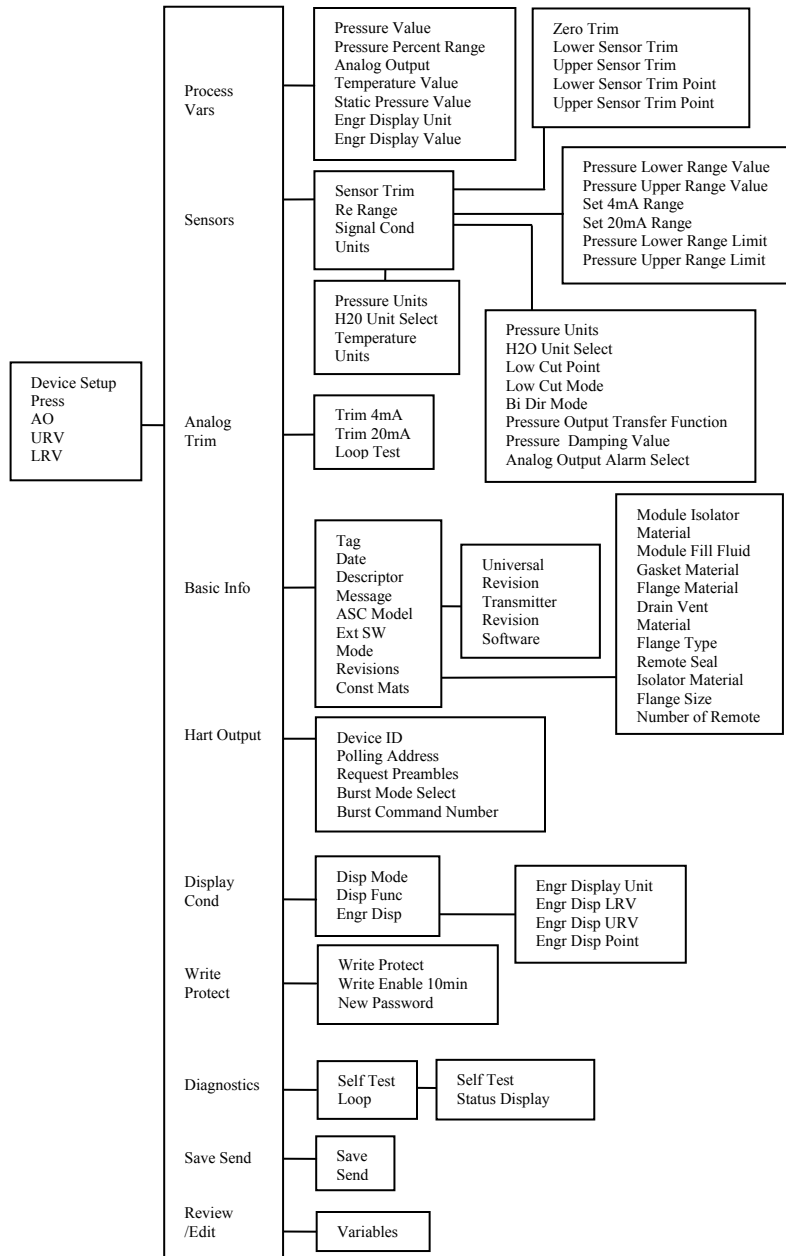 Device Setup
Press
AO
URV
LRV
Process
Vars
Pressure Value
Pressure Percent Range
Analog Output
Temperature Value
Static Pressure Value
Engr Display Unit
Engr Display Value
Zero Trim
Lower Sensor Trim
Upper Sensor Trim
Lower Sensor Trim Point
Upper Sensor Trim Point
Sensors
Sensor Trim
Re Range
Signal Cond
Units
Pressure Lower Range Value
Pressure Upper Range Value
Set 4mA Range
Set 20mA Range
Pressure Lower Range Limit
Pressure Upper Range Limit
Pressure Units
H20 Unit Select
Temperature
Units
Pressure Units
H2O Unit Select
Low Cut Point
Low Cut Mode
Bi Dir Mode
Pressure Output Transfer Function
Pressure Damping Value
Analog Output Alarm Select
Analog
Trim
Trim 4mA
Trim 20mA
Loop Test
Basic Info
Tag
Date
Descriptor
Message
ASC Model
Ext SW
Mode
Revisions
Const Mats
Universal
Revision
Transmitter
Revision
Software
Module Isolator
Material
Module Fill Fluid
Gasket Material
Flange Material
Drain Vent
Material
Flange Type
Remote Seal
Isolator Material
Flange Size
Number of Remote
Hart Output
Device ID
Polling Address
Request Preambles
Burst Mode Select
Burst Command Number
Display
Cond
Disp Mode
Disp Func
Engr Disp
Engr Display Unit
Engr Disp LRV
Engr Disp URV
Engr Disp Point
Write
Protect
Write Protect
Write Enable 10min
New Password
Diagnostics
Self Test
Loop
Self Test
Status Display
Save Send
Save
Send
Review
/Edit
Variables